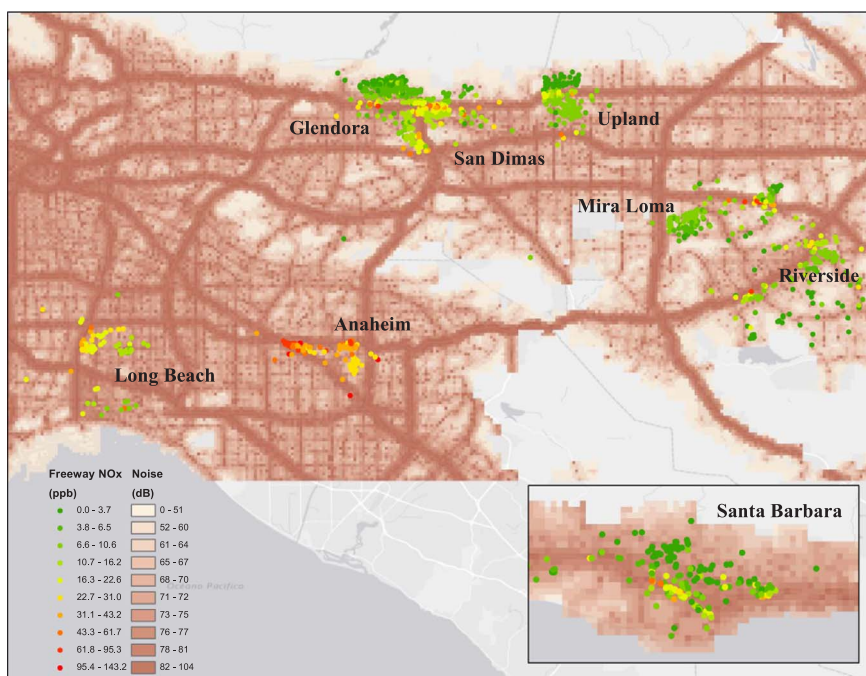 Glendora
Upland
San Dimas
Mira Loma
Riverside
Anaheim
Long Beach
Freeway NOx Noise
(ppb) (dB)
0.0 - 3.7 0 - 51
3.8 - 6.5 52 - 60
6.6 - 10.6 61 - 64
10.7 - 16.2 65 - 67
16.3 - 22.6 68 - 70
22.7 - 31.0 71 - 72
31.1 - 43.2 73 - 75
43.3 - 61.7 76 - 77
61.8 - 95.3 78 - 81
95.4 - 143.2 82 - 104
Oceano Pacifico
Santa Barbara